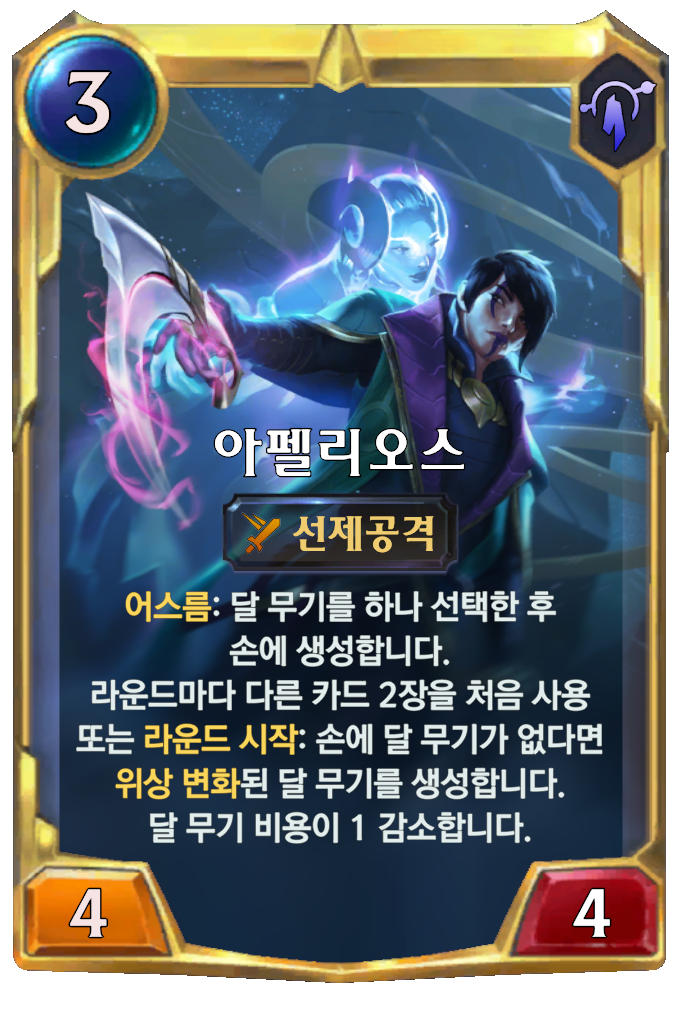 3
아펠리오스
선제공격
어스름: 달 무기를 하나 선택한 후
손에 생성합니다.
라운드마다 다른 카드 2장을 처음 사용
또는 라운드 시작: 손에 달 무기가 없다면
위상 변화된 달 무기를 생성합니다.
달 무기 비용이 1 감소합니다.
4
4